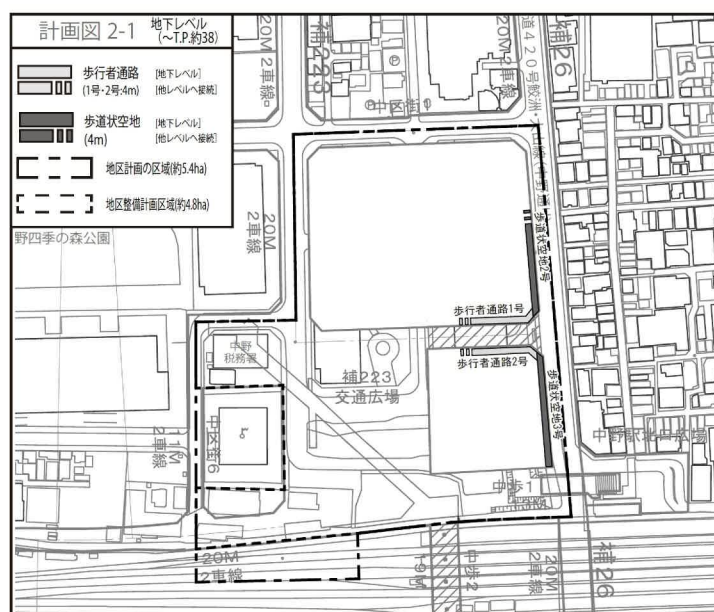 計画図 2-1 地下レベル
(～T.P.約38)
歩行者通路 [地下レベル]
(1号・2号:4m) [他レベルへ接続]
歩道状空地 [地下レベル]
(4m) [他レベルへ接続]
地区計画の区域(約5.4ha)
地区整備計画区域(約4.8ha)
20M
2車線
補223
中区街1
20M
2車線
補26
野四季の森公園
20M
2車線
歩道状空地2号
歩行者通路1号
歩行者通路2号
歩道状空地3号
中野
税務署
補223
交通広場
中区街6
11M
2車線
中野駅北口広場
中歩1
20M
2車線
19M
中歩2
20M
2車線
補26